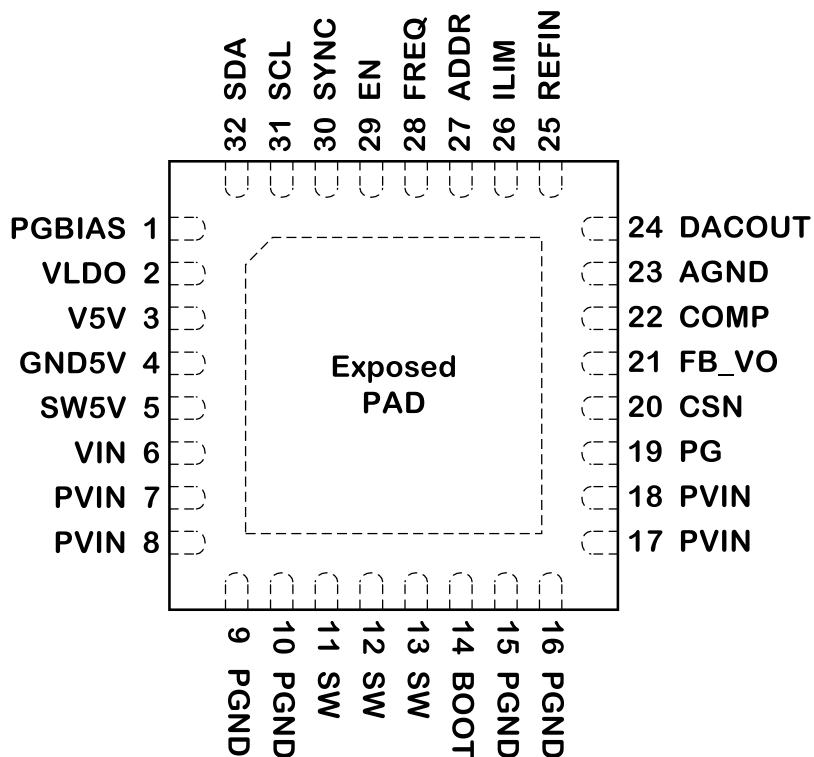 32 SDA
31 SCL
30 SYNC
29 EN
28 FREQ
27 ADDR
26 ILIM
25 REFIN
PGBIAS 1
VLDO 2
V5V 3
GND5V 4
SW5V 5
VIN 6
PVIN 7
PVIN 8
Exposed
PAD
24 DACOUT
23 AGND
22 COMP
21 FB_VO
20 CSN
19 PG
18 PVIN
17 PVIN
9 PGND
10 PGND
11 SW
12 SW
13 SW
14 BOOT
15 PGND
16 PGND